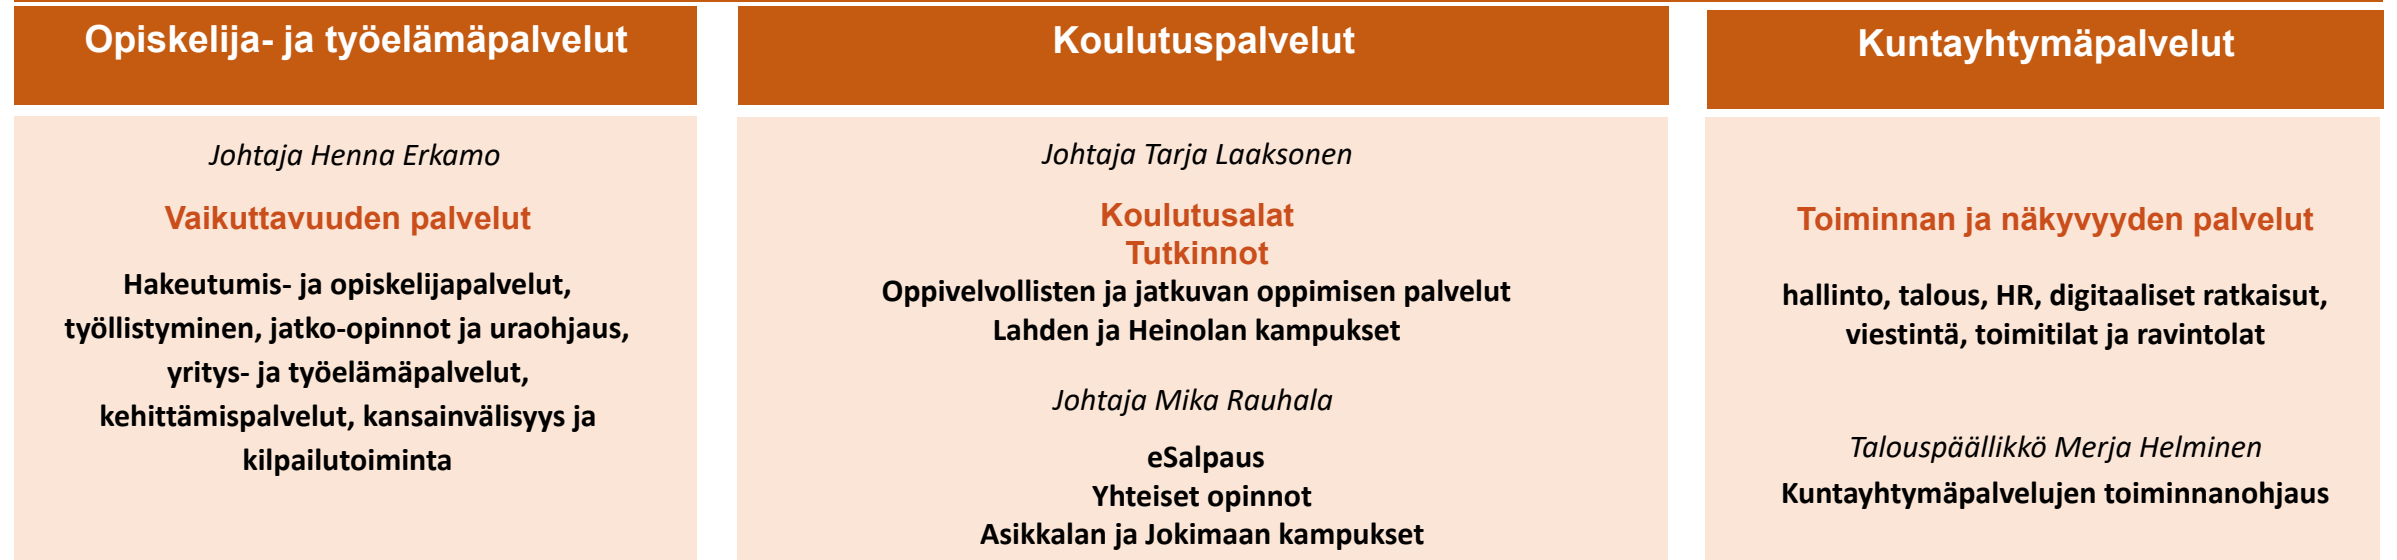 Opiskelija- ja työelämäpalvelut
Johtaja Henna Erkamo
Vaikuttavuuden palvelut
Hakeutumis- ja opiskelijapalvelut,
työllistyminen, jatko-opinnot ja uraohjaus,
yritys- ja työelämäpalvelut,
kehittämispalvelut, kansainvälisyys ja
kilpailutoiminta
Koulutuspalvelut
Johtaja Tarja Laaksonen
Koulutusalat
Tutkinnot
Oppivelvollisten ja jatkuvan oppimisen palvelut
Lahden ja Heinolan kampukset
Johtaja Mika Rauhala
eSalpaus
Yhteiset opinnot
Asikkalan ja Jokimaan kampukset
Kuntayhtymäpalvelut
Toiminnan ja näkyvyyden palvelut
hallinto, talous, HR, digitaaliset ratkaisut,
viestintä, toimitilat ja ravintolat
Talouspäällikkö Merja Helminen
Kuntayhtymäpalvelujen toiminnanohjaus